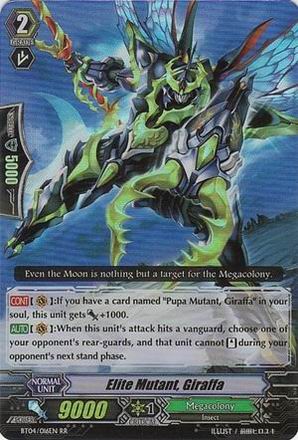 2
GRADE
5000
Even the Moon is nothing but a target for the Megacolony.
CONT :If you have a card named "Pupa Mutant, Giraffa" in your
soul, this unit gets +1000.
AUTO :When this unit's attack hits a vanguard, choose one of
your opponent's rear-guards, and that unit cannot during your
opponent's next stand phase.
NORMAL
UNIT
Elite Mutant, Giraffa
9000
1
CRITICAL
Megacolony
Insect
BT04/016EN RR
ILLUST /